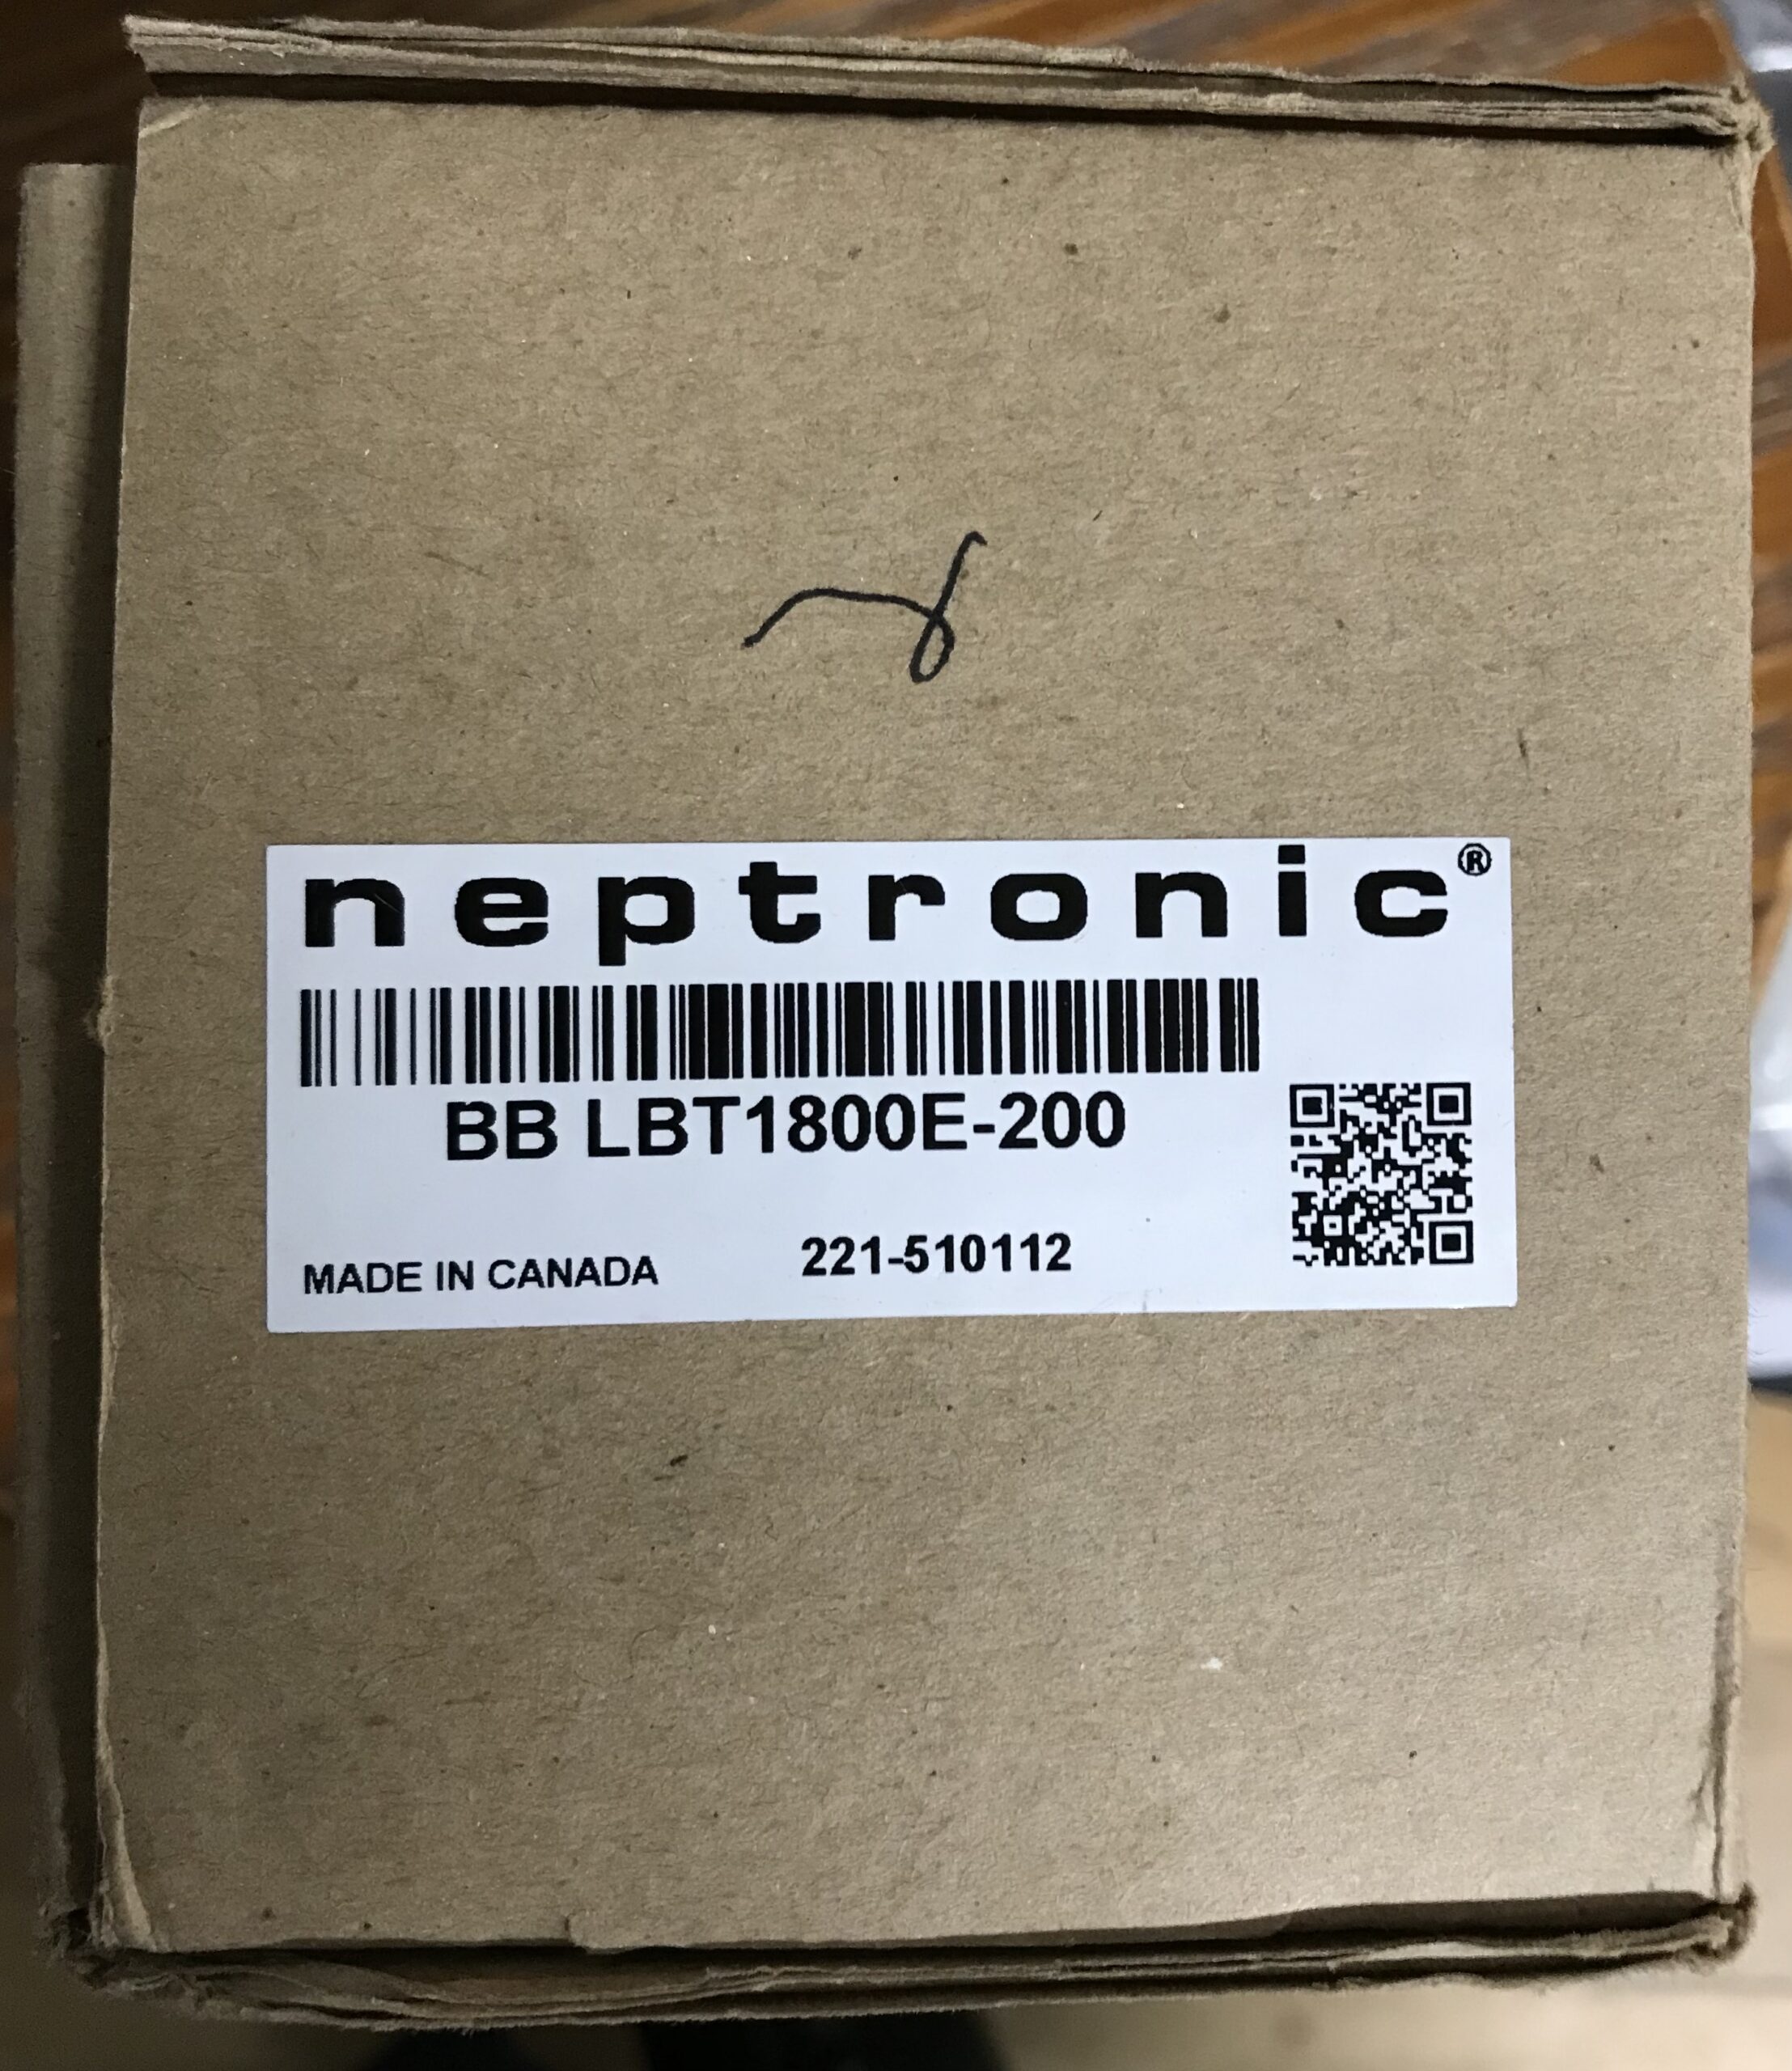 neptronic®
BB LBT1800E-200
MADE IN CANADA 221-510112